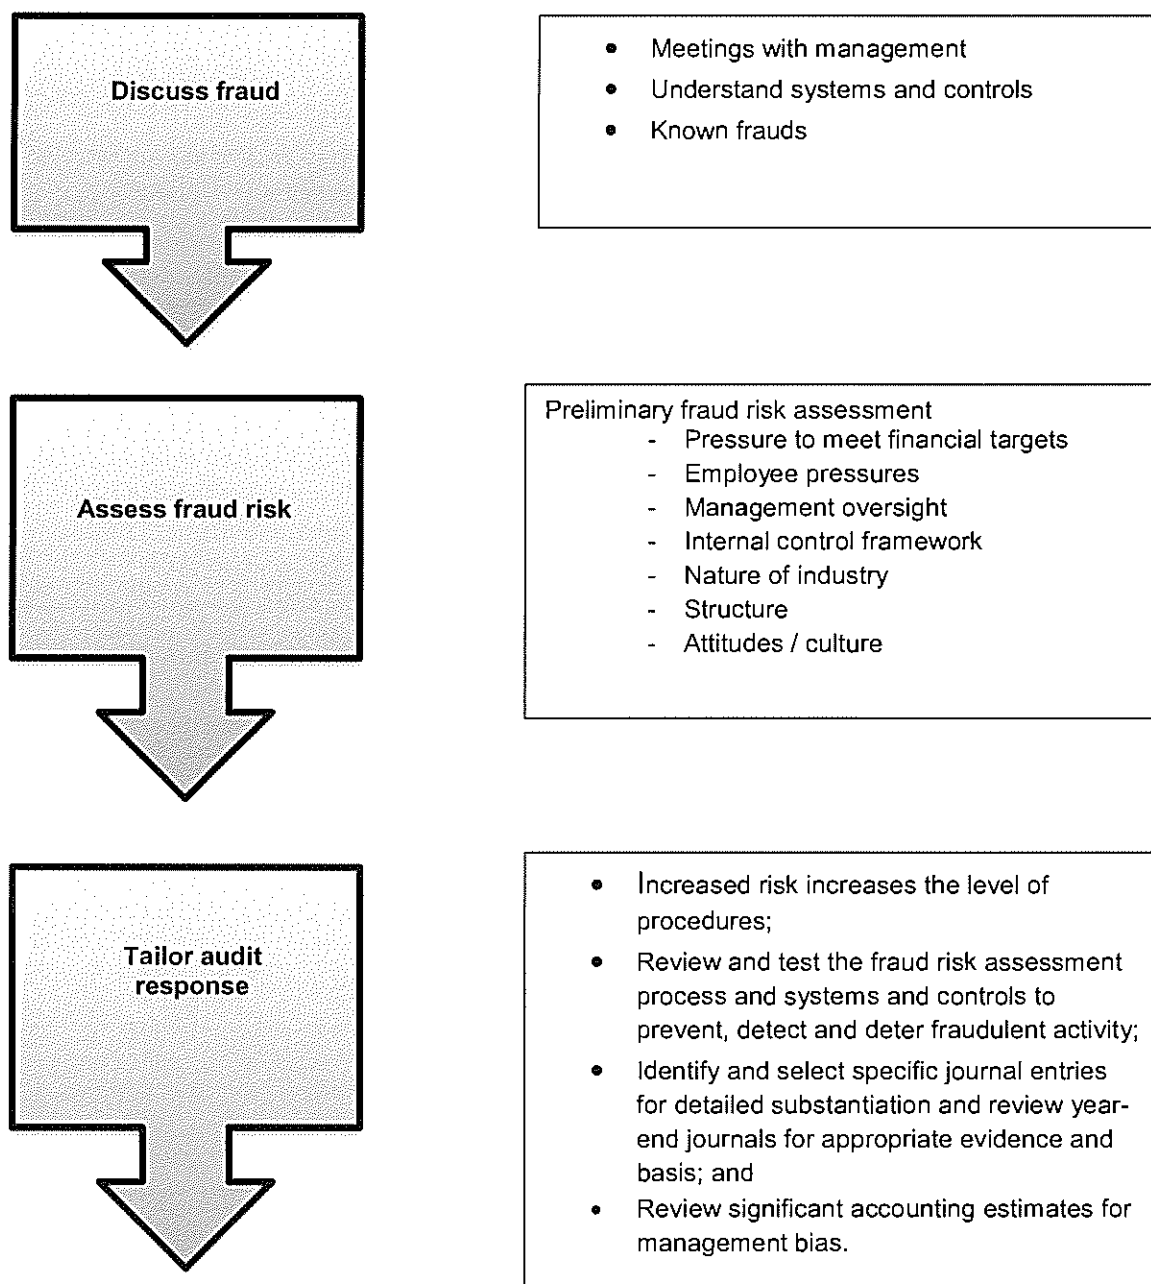 Discuss fraud
• Meetings with management
• Understand systems and controls
• Known frauds
Assess fraud risk
Preliminary fraud risk assessment
- Pressure to meet financial targets
- Employee pressures
- Management oversight
- Internal control framework
- Nature of industry
- Structure
- Attitudes / culture
Tailor audit
response
• Increased risk increases the level of
procedures;
• Review and test the fraud risk assessment
process and systems and controls to
prevent, detect and deter fraudulent activity;
• Identify and select specific journal entries
for detailed substantiation and review year-
end journals for appropriate evidence and
basis; and
• Review significant accounting estimates for
management bias.